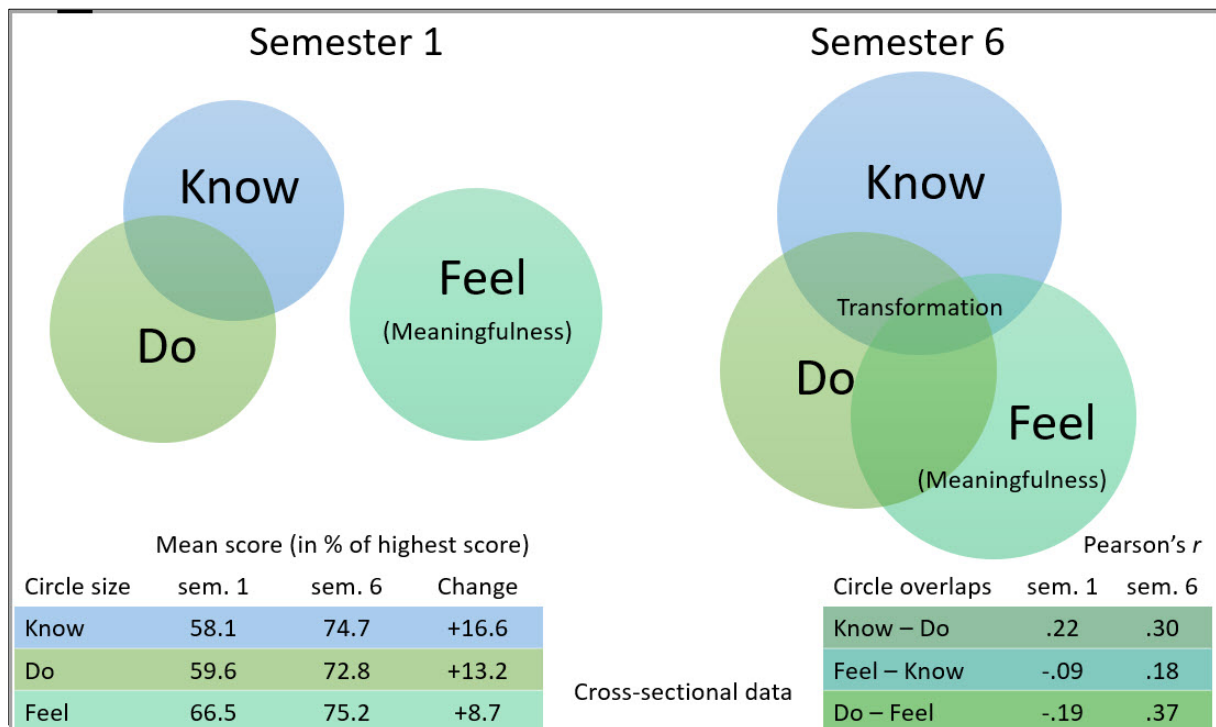 Semester 1
Semester 6
Know
Do
Feel
(Meaningfulness)
Know
Transformation
Do
Feel
(Meaningfulness)
Mean score (in % of highest score)
Circle size sem. 1 sem. 6 Change
Know 58.1 74.7 +16.6
Do 59.6 72.8 +13.2
Feel 66.5 75.2 +8.7
Cross-sectional data
Pearson's r
Circle overlaps sem. 1 sem. 6
Know – Do .22 .30
Feel – Know -.09 .18
Do – Feel -.19 .37